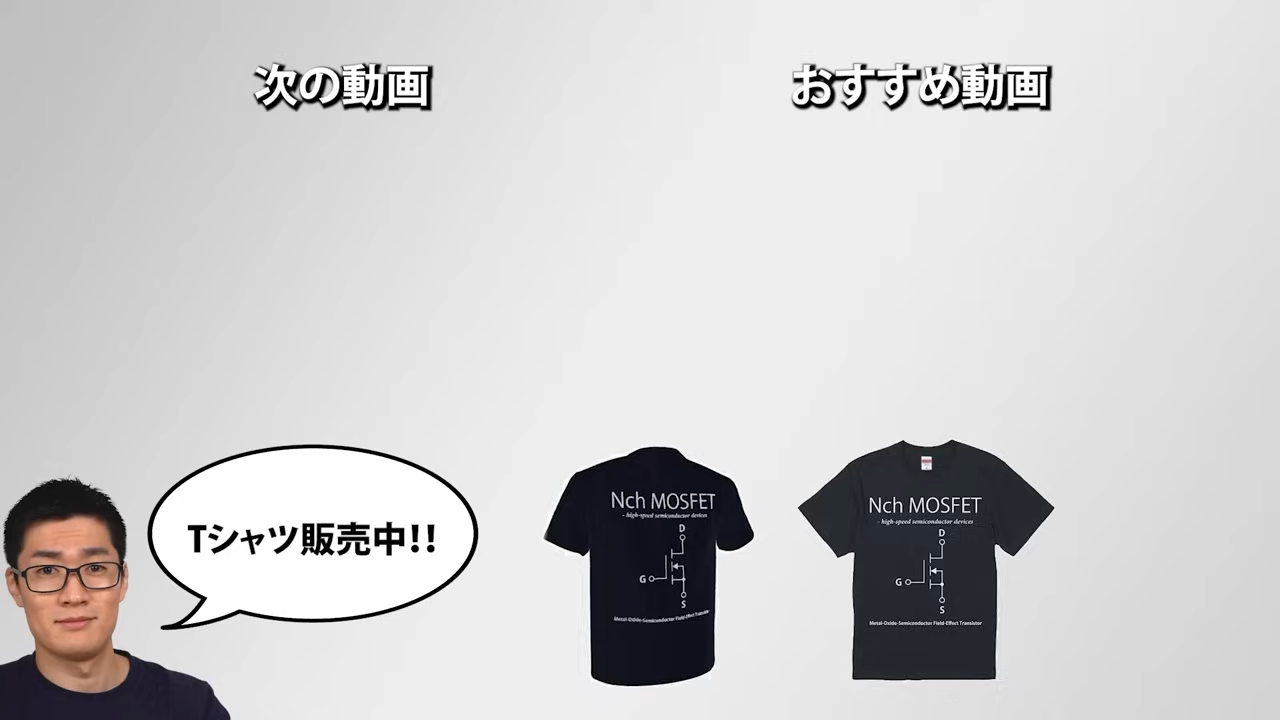 次の動画
おすすめ動画
Tシャツ販売中!!
Nch MOSFET
- high-speed semiconductor devices
D
G
S
Metal-Oxide-Semiconductor Field-Effect Transistor
Nch MOSFET
- high-speed semiconductor devices
D
G
S
Metal-Oxide-Semiconductor Field-Effect Transistor